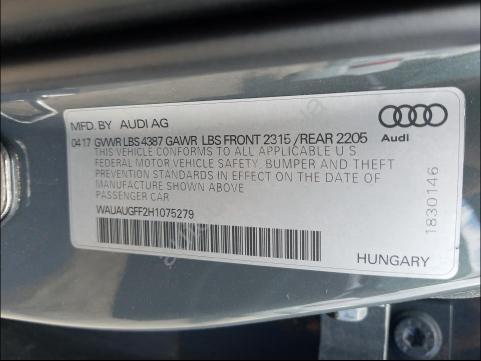 MFD. BY AUDI AG
04 17 GVWR LBS 4387 GAWR LBS FRONT 2315 /REAR 2205
THIS VEHICLE CONFORMS TO ALL APPLICABLE U S
FEDERAL MOTOR VEHICLE SAFETY, BUMPER AND THEFT
PREVENTION STANDARDS IN EFFECT ON THE DATE OF
MANUFACTURE SHOWN ABOVE
PASSENGER CAR
WAUAUGFF2H1075279
Audi
1830146
HUNGARY